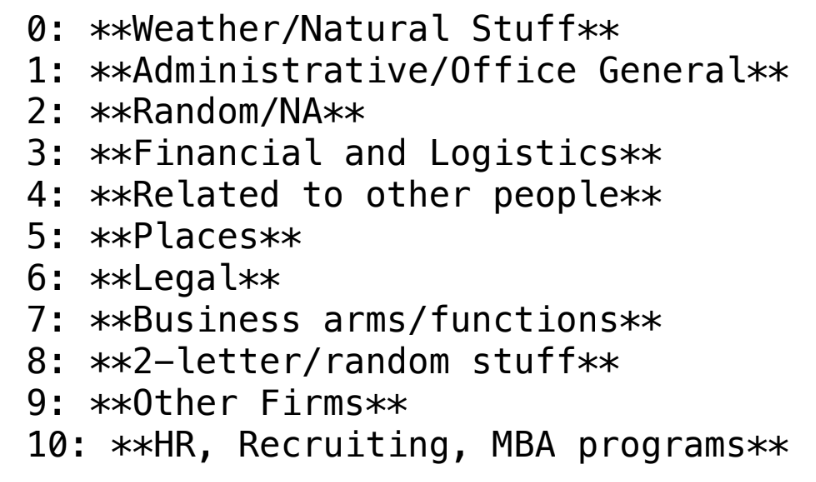 0: **Weather/Natural Stuff**
1: **Administrative/Office General**
2: **Random/NA**
3: **Financial and Logistics**
4: **Related to other people**
5: **Places**
6: **Legal**
7: **Business arms/functions**
8: **2-letter/random stuff**
9: **Other Firms**
10: **HR, Recruiting, MBA programs**